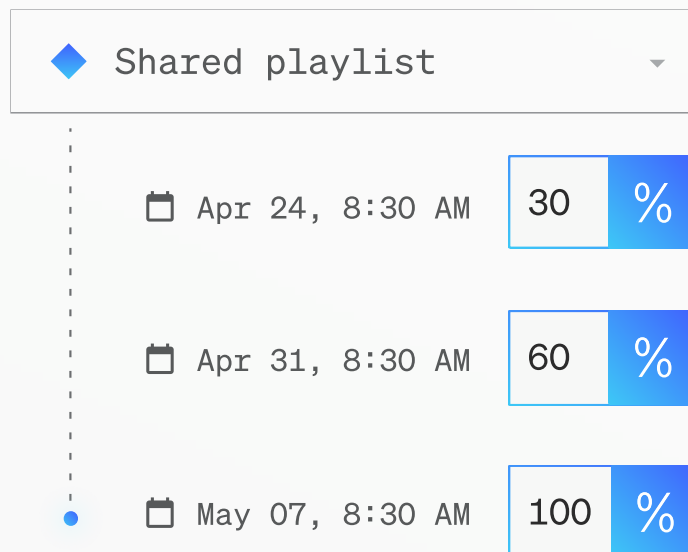 Shared playlist
Apr 24, 8:30 AM 30 %
Apr 31, 8:30 AM 60 %
May 07, 8:30 AM 100 %